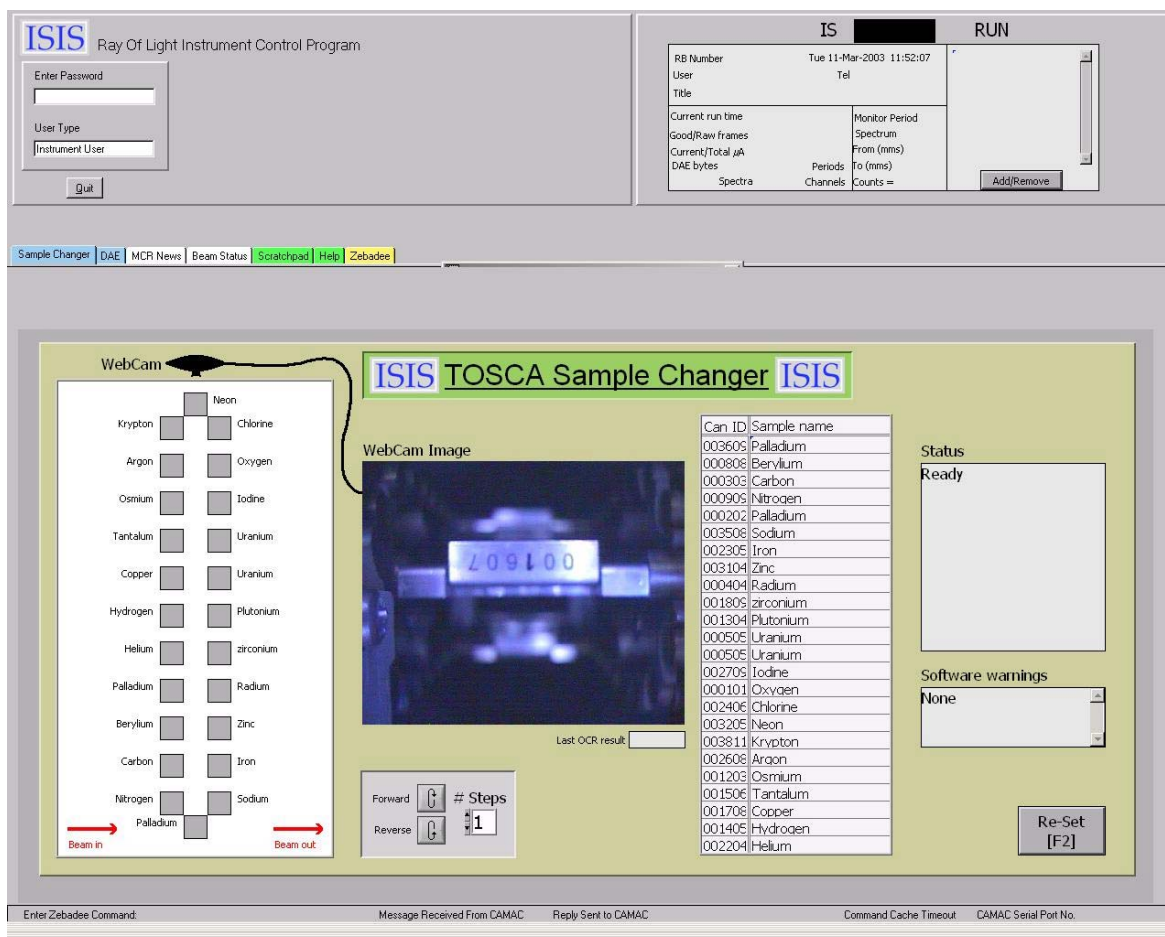 ISIS Ray Of Light Instrument Control Program
Enter Password
User Type
Instrument User
Quit
IS RUN
RB Number Tue 11-Mar-2003 11:52:07
User Tel
Title
Current run time
Good/Raw frames
Current/Total µA
DAE bytes Periods
Spectra Channels
Monitor Period
Spectrum
From (mms)
To (mms)
Counts =
Add/Remove
Sample Changer DAE MCR News Beam Status Scratchpad Help Zebadee
WebCam
Neon
Krypton Chlorine
Argon Oxygen
Osmium Iodine
Tantalum Uranium
Copper Uranium
Hydrogen Plutonium
Helium zirconium
Palladium Radium
Berylium Zinc
Carbon Iron
Nitrogen Sodium
Palladium
Beam in Beam out
ISIS TOSCA Sample Changer ISIS
WebCam Image
001607
Last OCR result
Forward
Reverse
# Steps
1
Can ID Sample name
003609 Palladium
000808 Berylium
000303 Carbon
000909 Nitrogen
000202 Palladium
003508 Sodium
002305 Iron
003104 Zinc
000404 Radium
001809 zirconium
001304 Plutonium
000505 Uranium
000505 Uranium
002709 Iodine
000101 Oxygen
002406 Chlorine
003205 Neon
003811 Krypton
002608 Argon
001203 Osmium
001506 Tantalum
001708 Copper
001405 Hydrogen
002204 Helium
Status
Ready
Software warnings
None
Re-Set
[F2]
Enter Zebadee Command: Message Received From CAMAC Reply Sent to CAMAC Command Cache Timeout CAMAC Serial Port No.